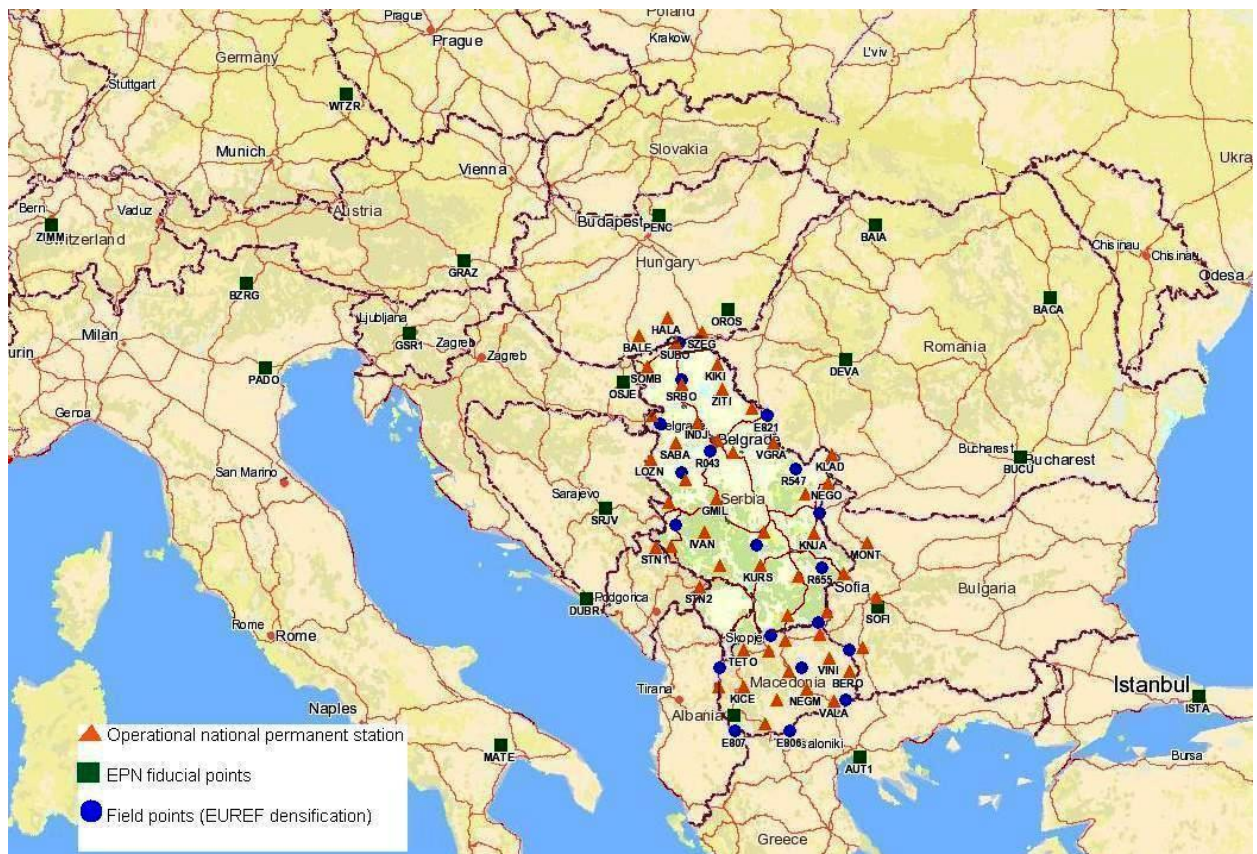 Prague
Poland
Krakow
Prague
L'viv
Germany
Stuttgart
WTZR
Munich
Slovakia
Ukra
Vienna
Bern
Vaduz
Austria
Budapest
PENC
BAIA
ZIMM
Switzerland
Chisinau
Chisinau
GRAZ
Hungary
Odesa
BZRG
BACA
Ljubljana
HALA
OROS
Milan
GSR1
Zagreb
BALE
SZEG
urin
Zagreb
SUBO
Romania
PADO
SOMB
KIKI
DEVA
OSJE
SRBO
ZITI
Genoa
Belgrade
INDJ
E821
Belgrade
SABA
VGRA
Bucharest
San Marino
LOZN
R043
KLAD
BUCU
Bucharest
R547
Sarajevo
Serbia
NEGO
SRJV
GMIL
IVAN
KNJA
MONT
STN1
KURS
R655
Sofia
Bulgaria
STN2
DUBR
Podgorica
SOFI
Rome
Rome
Skopje
TETO
VINI
Istanbul
Tirana
Macedonia
BERO
KICE
NEGM
ISTA
Naples
Albania
VALA
Operational national permanent station
E807
E806
saloniki
MATE
Bursa
AUT1
EPN fiducial points
Field points (EUREF densification)
Greece